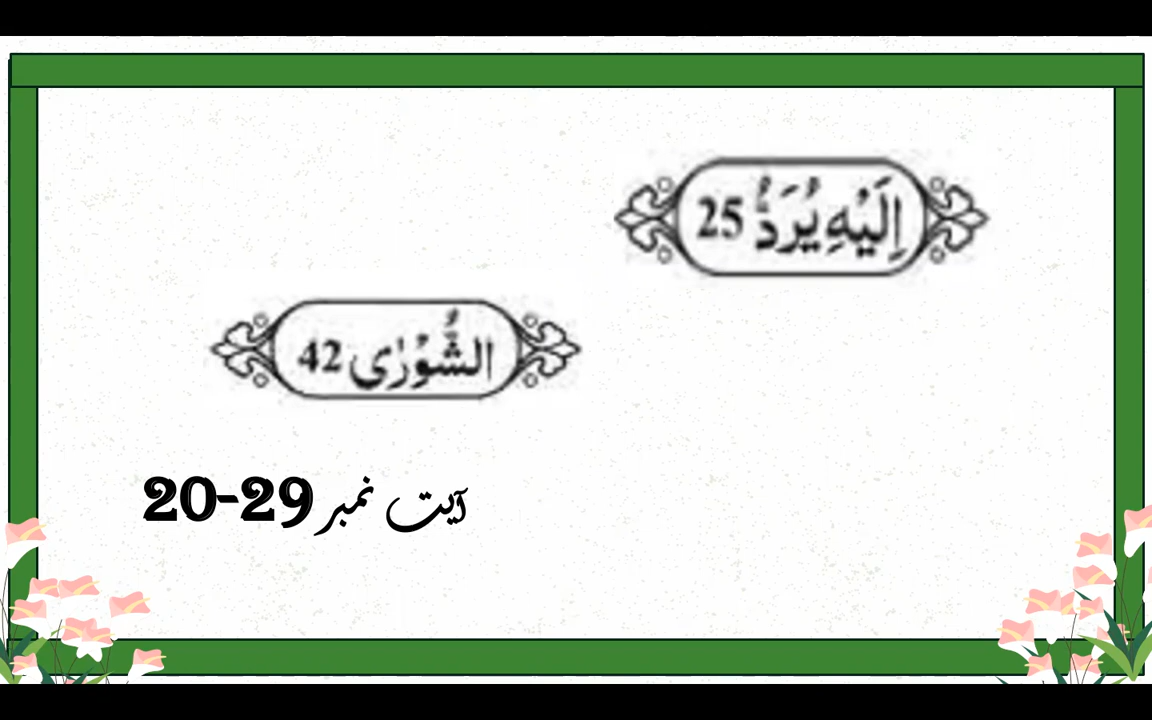 اِلَيْهِ يُرَدُّ 25
الشُّوْرٰى 42
آیت نمبر 20-29